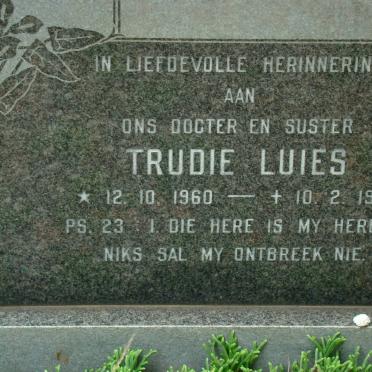 IN LIEFDEVOLLE HERINNERIN
AAN
ONS DOGTER EN SUSTER
TRUDIE LUIES
★ 12. 10. 1960 — ✝ 10. 2. 19
PS. 23 : 1. DIE HERE IS MY HER
NIKS SAL MY ONTBREEK NIE.